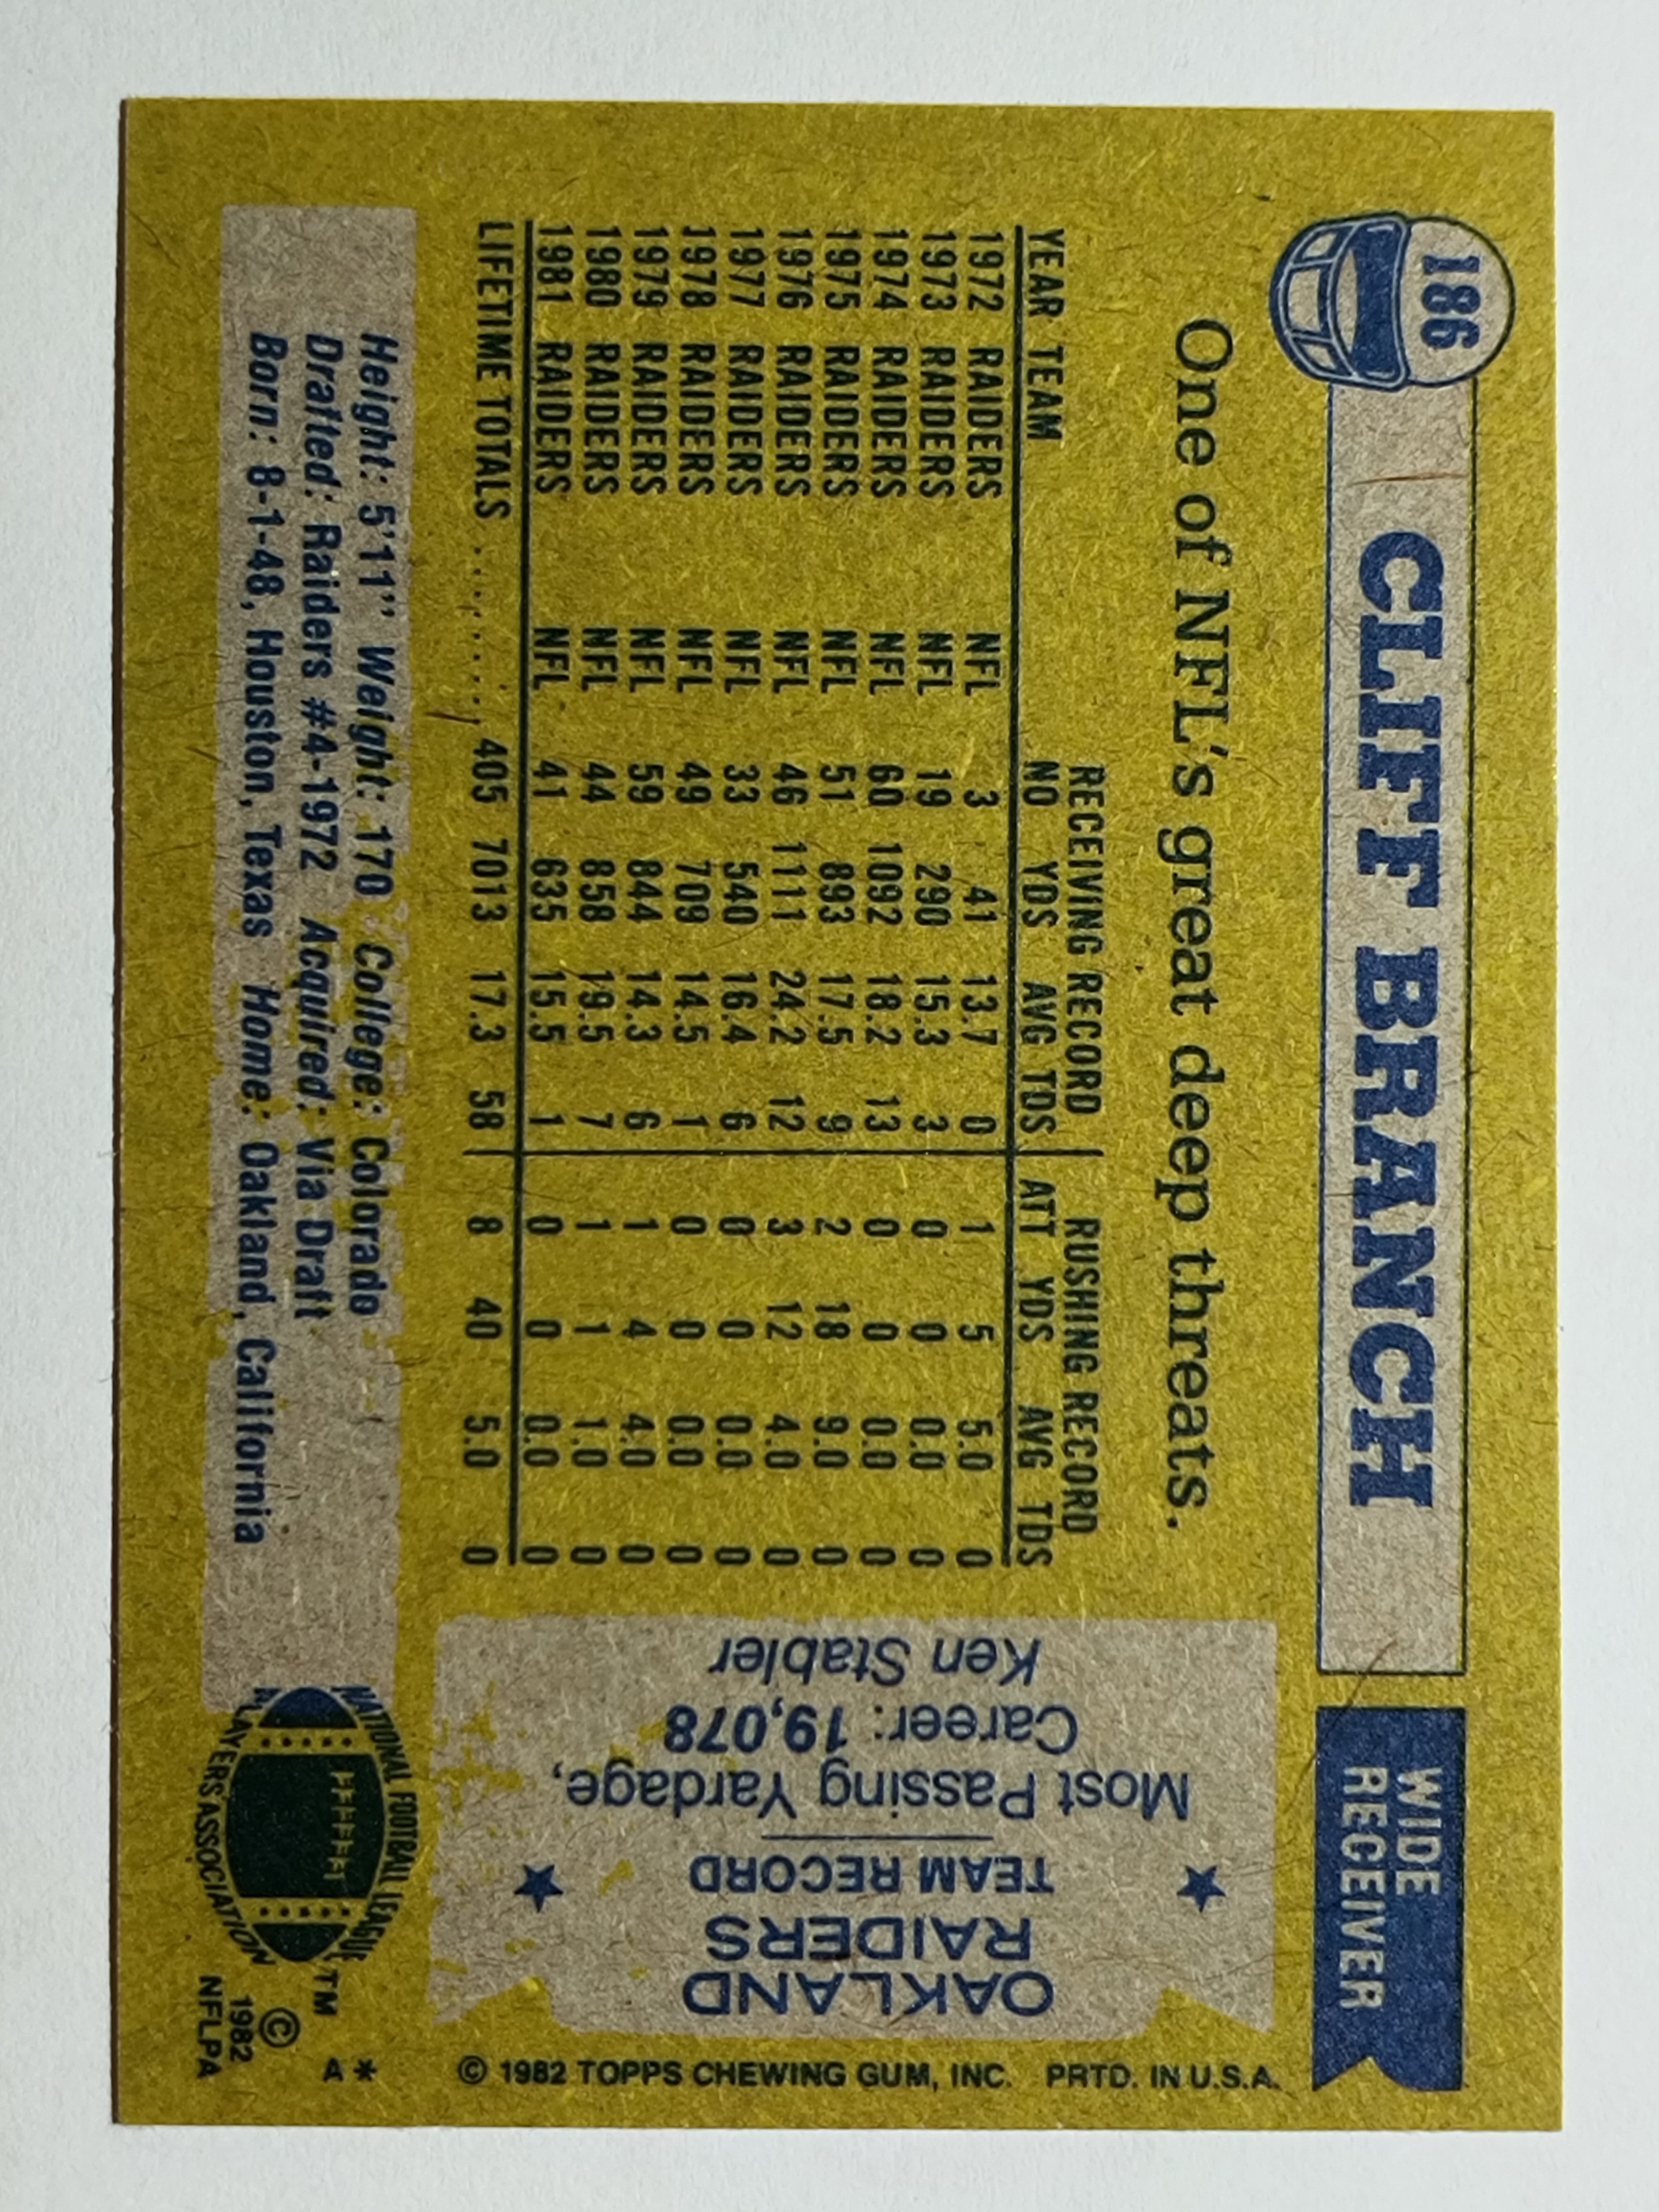 186
CLIFF BRANCH
WIDE
RECEIVER
One of NFL's great deep threats.
RECEIVING RECORD RUSHING RECORD
YEAR TEAM NO YDS AVG TDS ATT YDS AVG TDS
1972 RAIDERS NFL 3 41 13.7 0 1 5 5.0 0
1973 RAIDERS NFL 19 290 15.3 3 0 0 0.0 0
1974 RAIDERS NFL 60 1092 18.2 13 0 0 0.0 0
1975 RAIDERS NFL 51 893 17.5 9 2 18 9.0 0
1976 RAIDERS NFL 46 1111 24.2 12 3 12 4.0 0
1977 RAIDERS NFL 33 540 16.4 6 0 0 0.0 0
1978 RAIDERS NFL 49 709 14.5 1 0 0 0.0 0
1979 RAIDERS NFL 59 844 14.3 6 1 4 4.0 0
1980 RAIDERS NFL 44 858 19.5 7 1 1 1.0 0
1981 RAIDERS NFL 41 635 15.5 1 0 0 0.0 0
LIFETIME TOTALS .......... 405 7013 17.3 58 8 40 5.0 0
Height: 5'11" Weight: 170 College: Colorado
Drafted: Raiders #4-1972 Acquired: Via Draft
Born: 8-1-48, Houston, Texas Home: Oakland, California
OAKLAND
RAIDERS
TEAM RECORD
Most Passing Yardage,
Career: 19,078
Ken Stabler
NATIONAL FOOTBALL LEAGUE
PLAYERS ASSOCIATION
TM
©
1982
NFLPA
A*
© 1982 TOPPS CHEWING GUM, INC. PRTD. IN U.S.A.